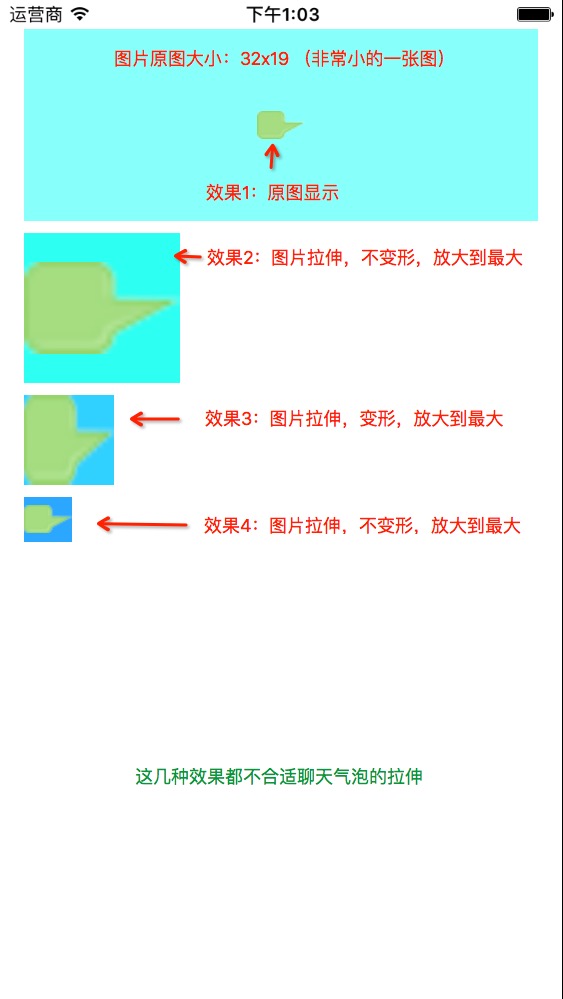 运营商
下午1:03
图片原图大小：32x19 （非常小的一张图）
效果1：原图显示
效果2：图片拉伸，不变形，放大到最大
效果3：图片拉伸，变形，放大到最大
效果4：图片拉伸，不变形，放大到最大
这几种效果都不合适聊天气泡的拉伸